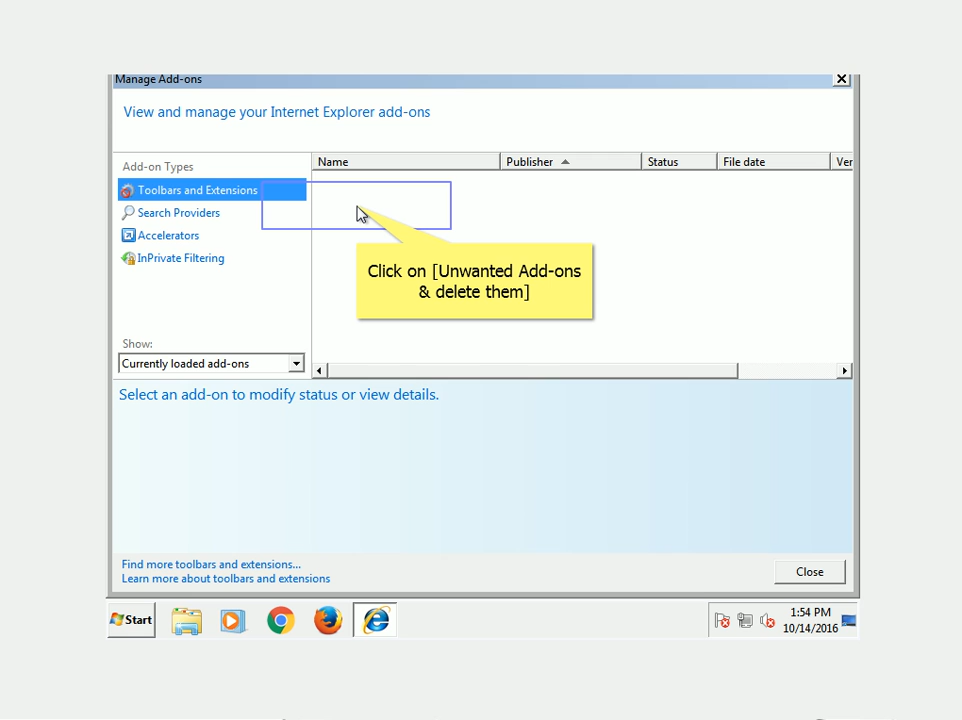 Manage Add-ons
View and manage your Internet Explorer add-ons
Add-on Types
Name
Publisher
Status
File date
Ver
Toolbars and Extensions
Search Providers
Accelerators
InPrivate Filtering
Click on [Unwanted Add-ons
& delete them]
Show:
Currently loaded add-ons
Select an add-on to modify status or view details.
Find more toolbars and extensions...
Learn more about toolbars and extensions
Close
Start
1:54 PM
10/14/2016